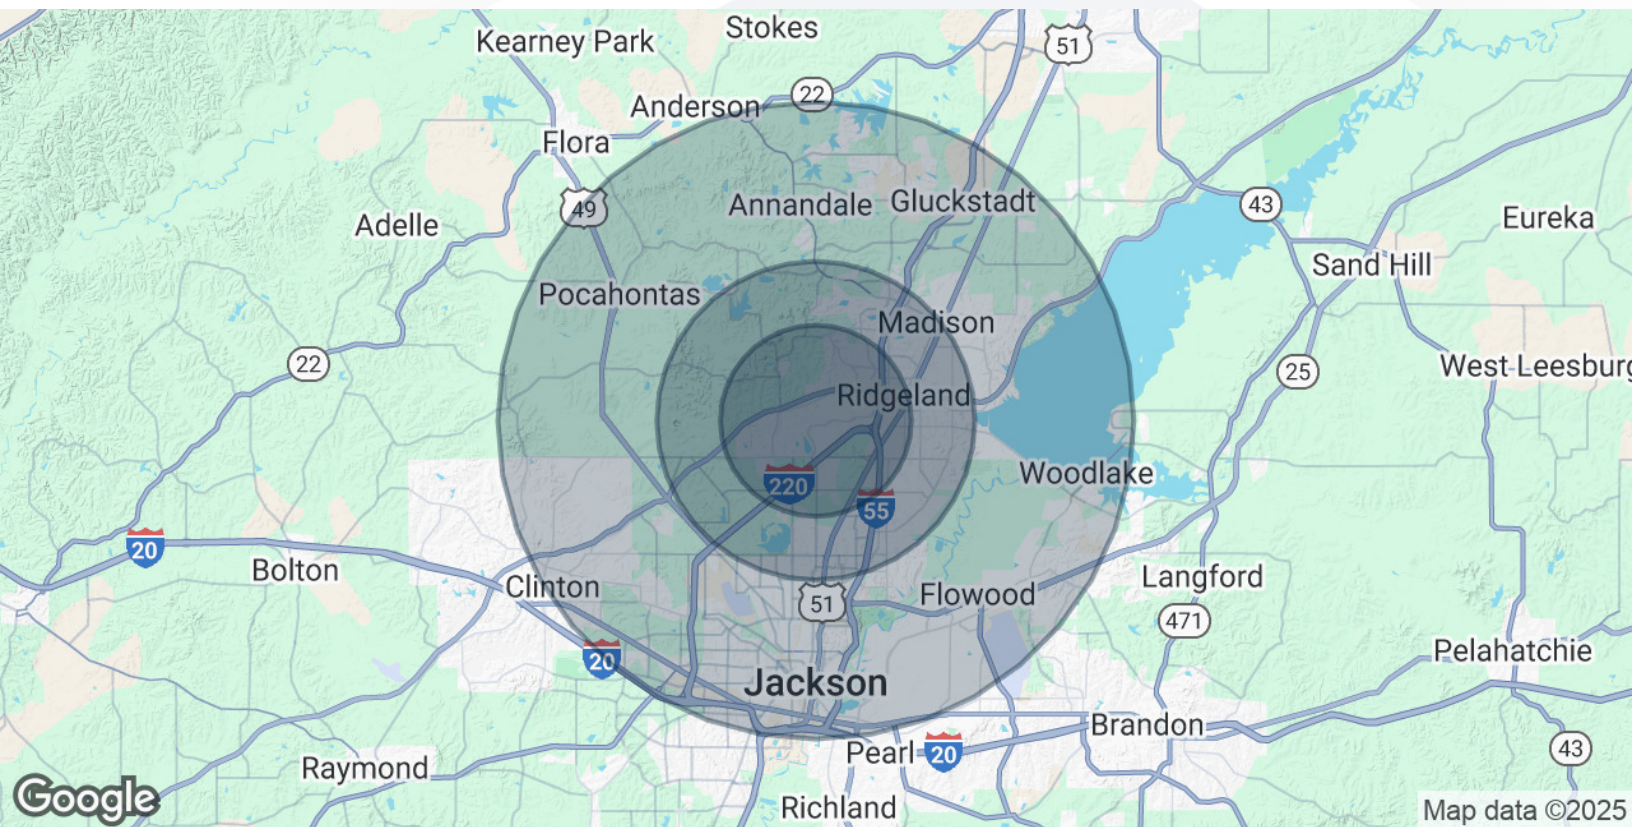 Stokes
Kearney Park
51
22
Anderson
Flora
Annandale
Gluckstadt
49
43
Adelle
Eureka
Sand Hill
Pocahontas
Madison
22
25
West Leesburg
Ridgeland
Woodlake
220
55
20
Bolton
Clinton
51
Flowood
Langford
471
20
Pelahatchie
Jackson
Brandon
Pearl
20
43
Raymond
Google
Richland
Map data ©2025